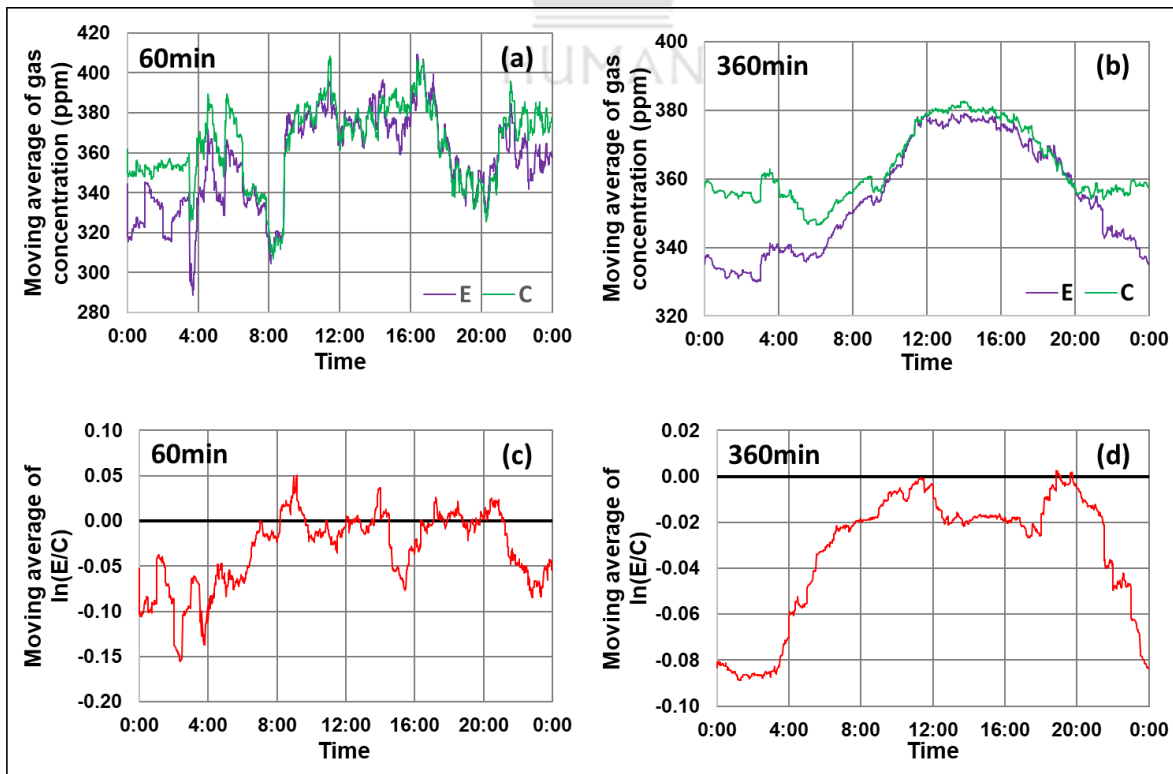 HUMAN
60min
(a)
Moving average of gas
concentration (ppm)
420
400
380
360
340
320
300
280
E
C
0:00 4:00 8:00 12:00 16:00 20:00 0:00
Time
360min
(b)
Moving average of gas
concentration (ppm)
400
380
360
340
320
E
C
0:00 4:00 8:00 12:00 16:00 20:00 0:00
Time
60min
(c)
Moving average of
ln(E/C)
0.10
0.05
0.00
-0.05
-0.10
-0.15
-0.20
0:00 4:00 8:00 12:00 16:00 20:00 0:00
Time
360min
(d)
Moving average of
ln(E/C)
0.02
0.00
-0.02
-0.04
-0.06
-0.08
-0.10
0:00 4:00 8:00 12:00 16:00 20:00 0:00
Time